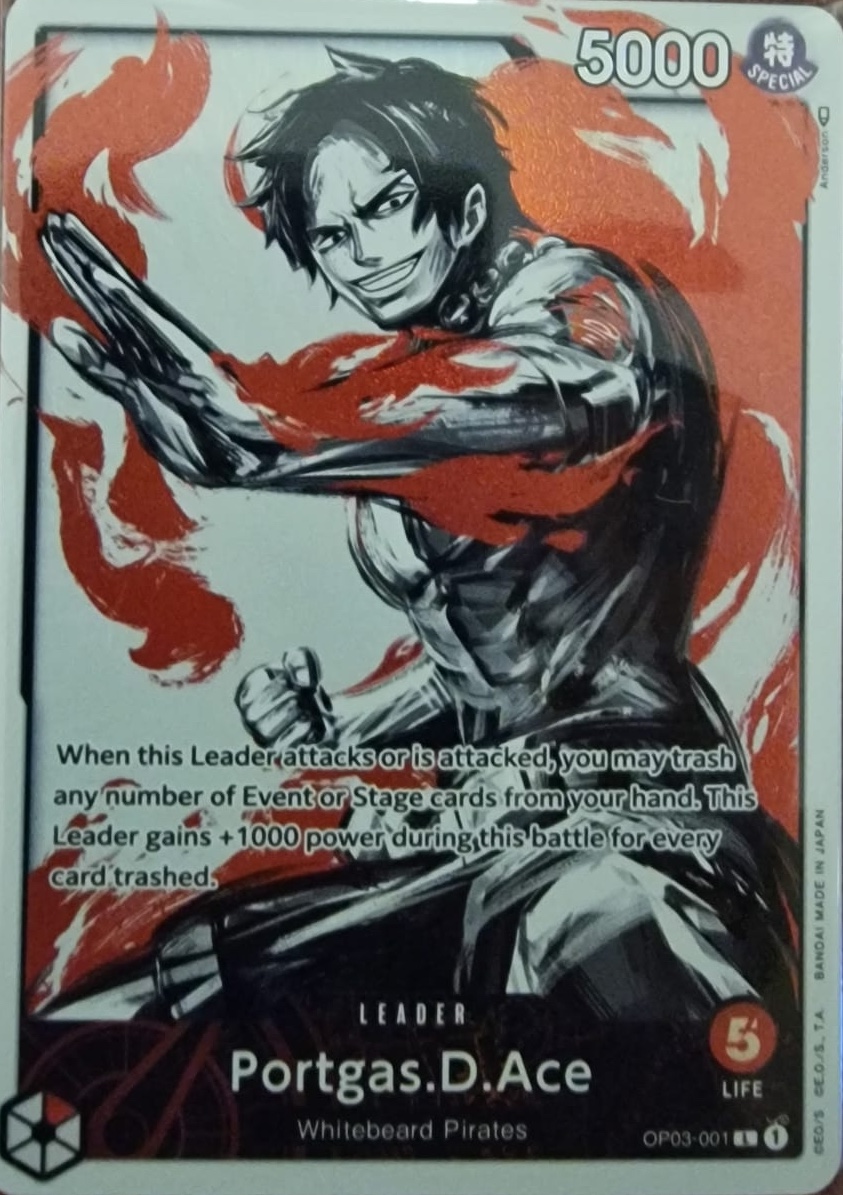 5000
特
SPECIAL
Anderson
When this Leader attacks or is attacked, you may trash
any number of Event or Stage cards from your hand. This
Leader gains +1000 power during this battle for every
card trashed.
LEADER
Portgas.D.Ace
5
LIFE
Whitebeard Pirates
OP03-001 L 1
©E.O./S ©E.O./S., T.A. BANDAI MADE IN JAPAN